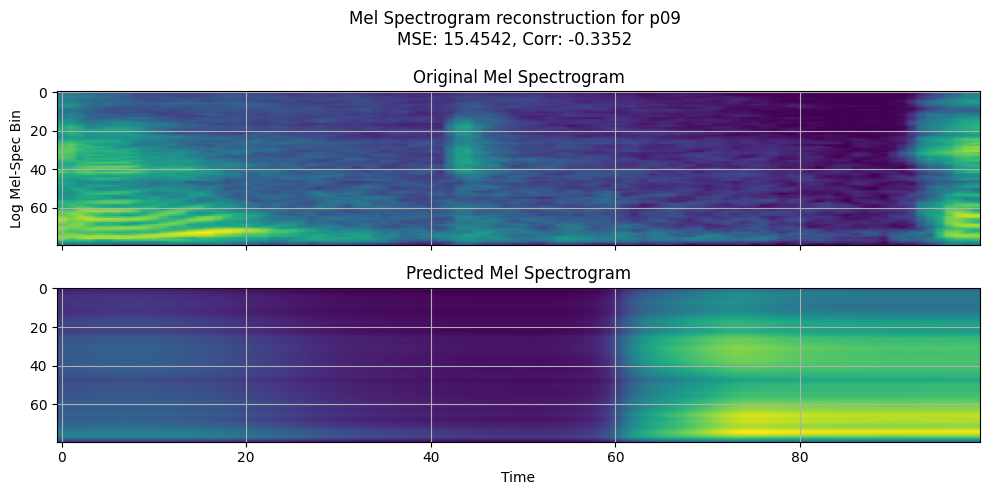 Mel Spectrogram reconstruction for p09
MSE: 15.4542, Corr: -0.3352
Original Mel Spectrogram
0
20
40
60
Log Mel-Spec Bin
Predicted Mel Spectrogram
0
20
40
60
0 20 40 60 80
Time